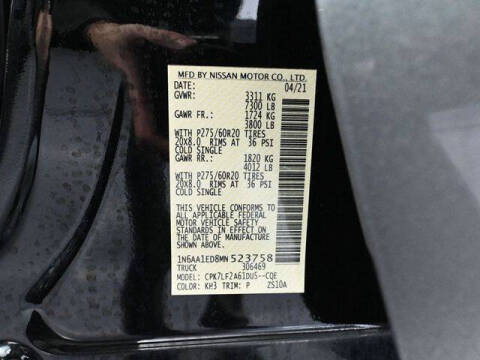 MFD BY NISSAN MOTOR CO., LTD.
DATE: 04/21
GVWR: 3311 KG
7300 LB
GAWR FR.: 1724 KG
3800 LB
WITH P275/60R20 TIRES
20X8.0 RIMS AT 36 PSI
COLD SINGLE
GAWR RR.: 1820 KG
4012 LB
WITH P275/60R20 TIRES
20X8.0 RIMS AT 36 PSI
COLD SINGLE
THIS VEHICLE CONFORMS TO
ALL APPLICABLE FEDERAL
MOTOR VEHICLE SAFETY
STANDARDS IN EFFECT
ON THE DATE OF
MANUFACTURE SHOWN ABOVE.
1N6AA1ED8MN523758
TRUCK 306469
MODEL: CPK7LF2A61DUS--CQE
COLOR: KH3 TRIM: P ZS10A